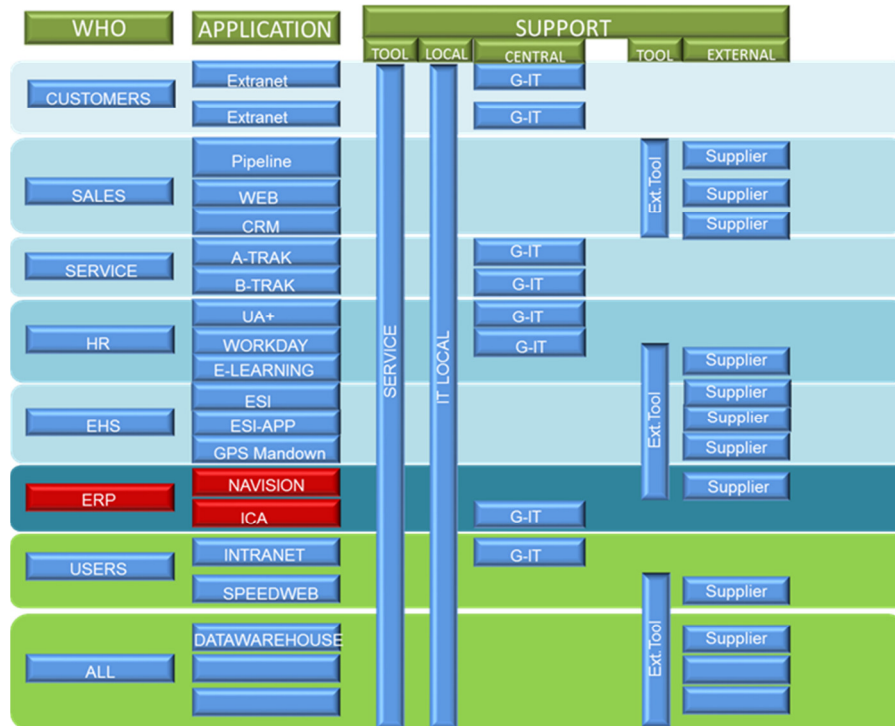 WHO APPLICATION SUPPORT
TOOL LOCAL CENTRAL TOOL EXTERNAL
CUSTOMERS
Extranet G-IT
Extranet G-IT
SALES
Pipeline Supplier
WEB Supplier
CRM Supplier
Ext.Tool
SERVICE
A-TRAK G-IT
B-TRAK G-IT
HR
UA+ G-IT
WORKDAY G-IT
E-LEARNING Supplier
SERVICE
IT LOCAL
EHS
ESI Supplier
ESI-APP Supplier
GPS Mandown Supplier
Ext.Tool
ERP
NAVISION Supplier
ICA G-IT
USERS
INTRANET G-IT
SPEEDWEB Supplier
ALL
DATAWAREHOUSE Supplier
Ext.Tool